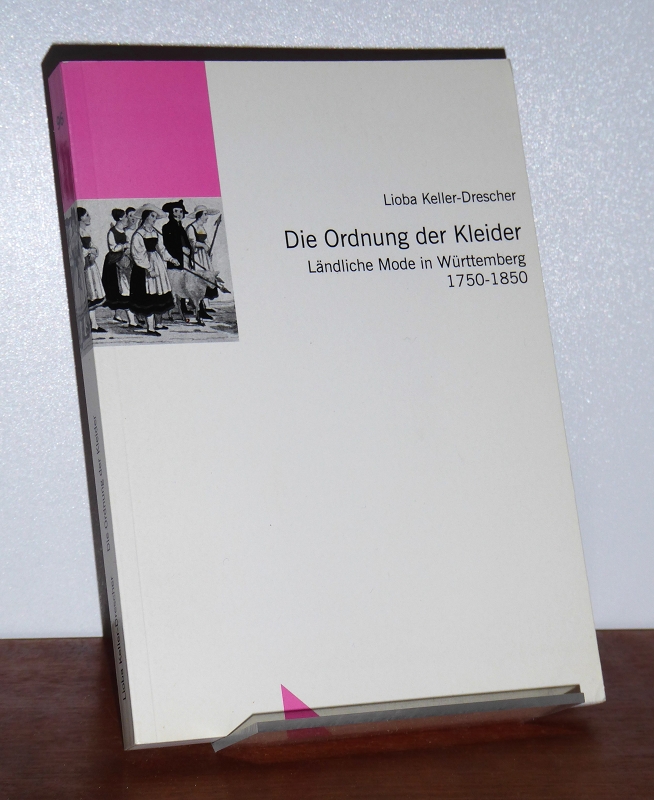 Lioba Keller-Drescher
Die Ordnung der Kleider
Ländliche Mode in Württemberg
1750-1850
Lioba Keller-Drescher Die Ordnung der Kleider